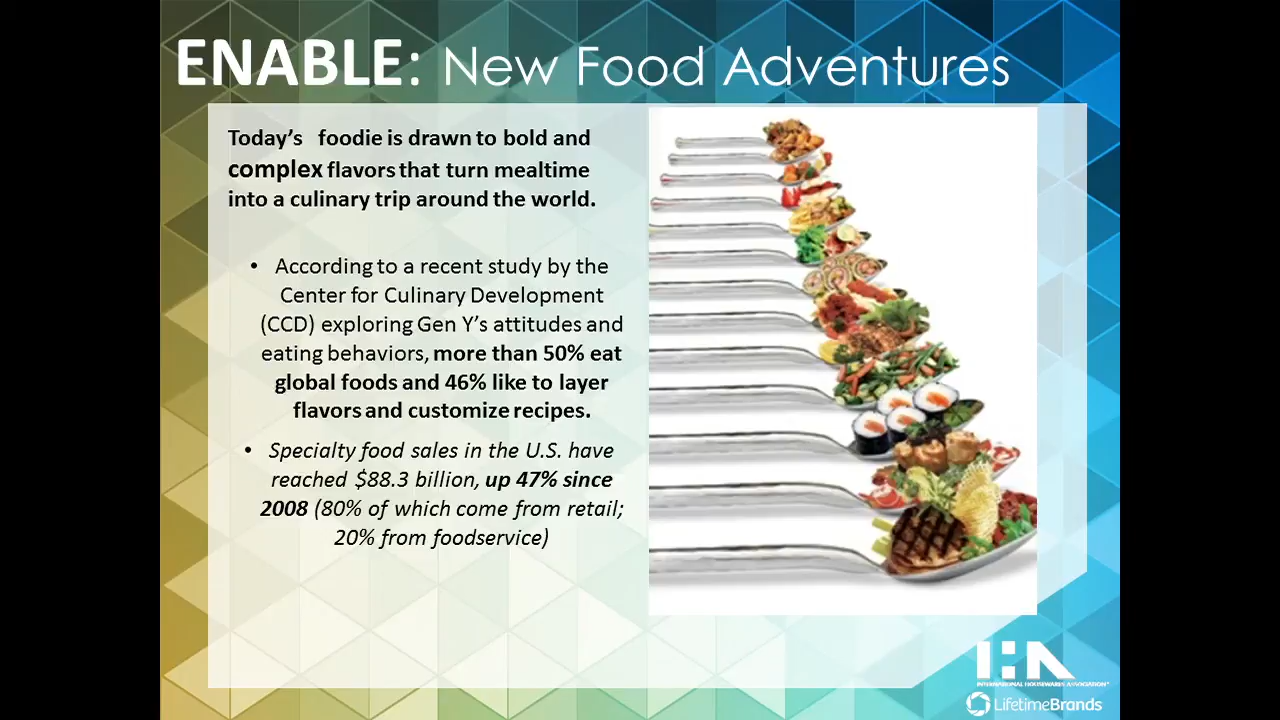 ENABLE: New Food Adventures
Today's foodie is drawn to bold and
complex flavors that turn mealtime
into a culinary trip around the world.
• According to a recent study by the
Center for Culinary Development
(CCD) exploring Gen Y's attitudes and
eating behaviors, more than 50% eat
global foods and 46% like to layer
flavors and customize recipes.
• Specialty food sales in the U.S. have
reached $88.3 billion, up 47% since
2008 (80% of which come from retail;
20% from foodservice)
IHA
INTERNATIONAL HOUSEWARES ASSOCIATION®
LifetimeBrands